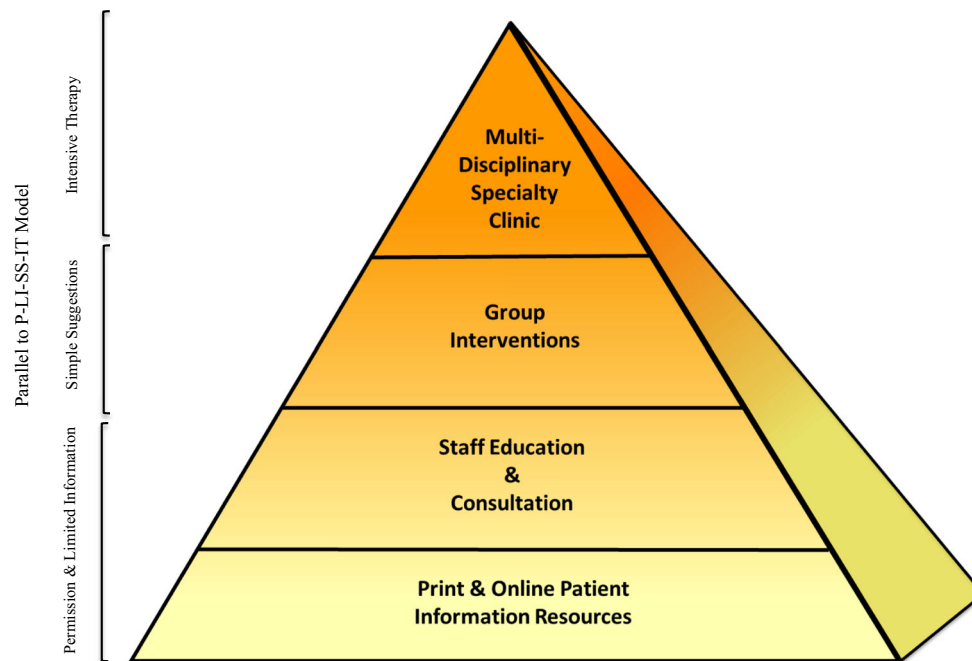 Parallel to P-LI-SS-IT Model
Intensive Therapy
Simple Suggestions
Permission & Limited Information
Multi-
Disciplinary
Specialty
Clinic
Group
Interventions
Staff Education
&
Consultation
Print & Online Patient
Information Resources